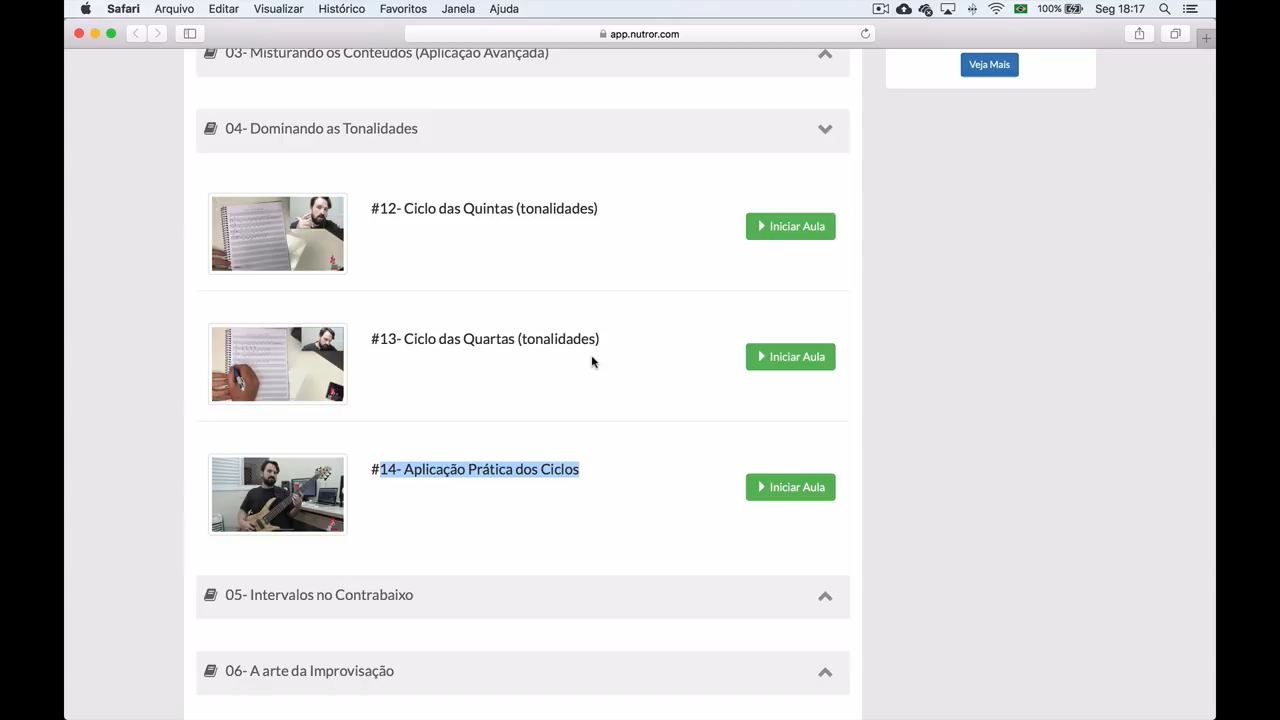 Safari Arquivo Editar Visualizar Histórico Favoritos Janela Ajuda 100% Seg 18:17
app.nutror.com
03- Misturando os Conteúdos (Aplicação Avançada)
Veja Mais
04- Dominando as Tonalidades
#12- Ciclo das Quintas (tonalidades)
Iniciar Aula
#13- Ciclo das Quartas (tonalidades)
Iniciar Aula
#14- Aplicação Prática dos Ciclos
Iniciar Aula
05- Intervalos no Contrabaixo
06- A arte da Improvisação